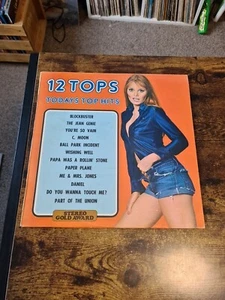 12 TOPS
TODAYS TOP HITS
BLOCKBUSTER
THE JEAN GENIE
YOU'RE SO VAIN
C. MOON
BALL PARK INCIDENT
WISHING WELL
PAPA WAS A ROLLIN' STONE
PAPER PLANE
ME & MRS. JONES
DANIEL
DO YOU WANNA TOUCH ME?
PART OF THE UNION
STEREO
GOLD AWARD